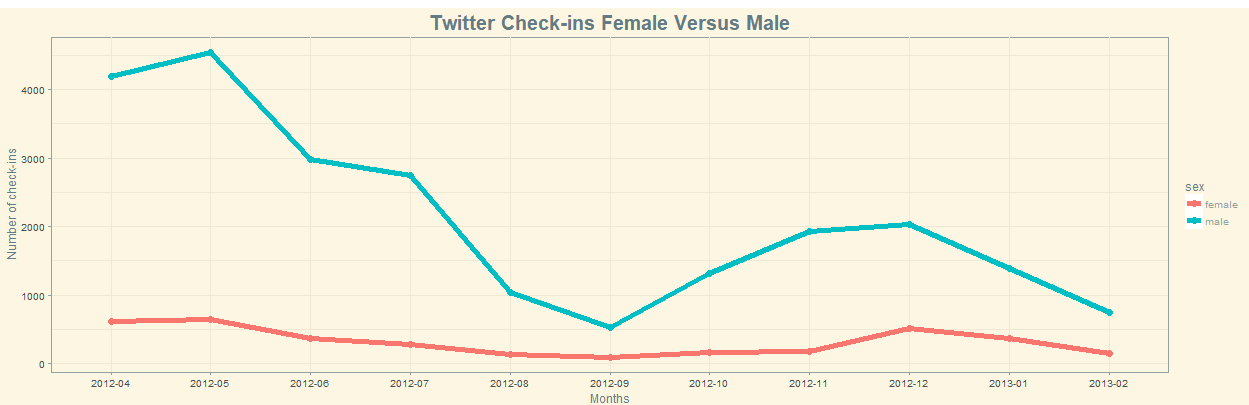 Twitter Check-ins Female Versus Male
Number of check-ins
4000
3000
2000
1000
0
2012-04 2012-05 2012-06 2012-07 2012-08 2012-09 2012-10 2012-11 2012-12 2013-01 2013-02
Months
sex
female
male